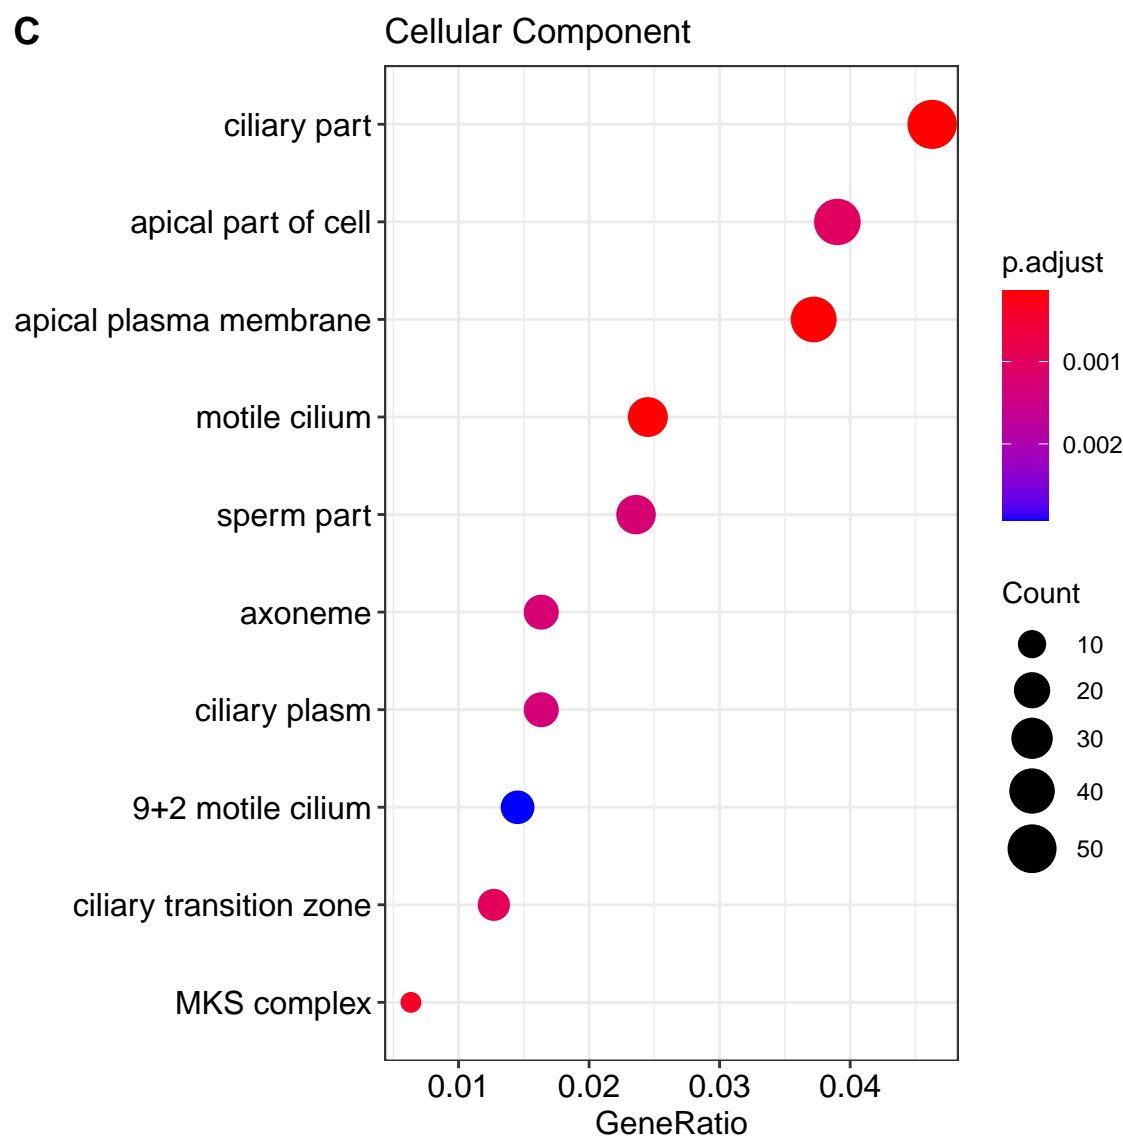 C
Cellular Component
ciliary part
apical part of cell
apical plasma membrane
motile cilium
sperm part
axoneme
ciliary plasm
9+2 motile cilium
ciliary transition zone
MKS complex
0.01 0.02 0.03 0.04
GeneRatio
p.adjust
0.001
0.002
Count
10
20
30
40
50